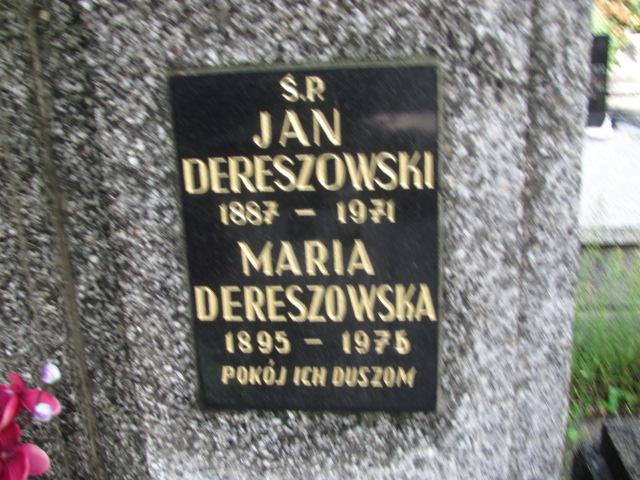 Ś.P.
JAN
DERESZOWSKI
1887 – 1971
MARIA
DERESZOWSKA
1895 – 1975
POKÓJ ICH DUSZOM